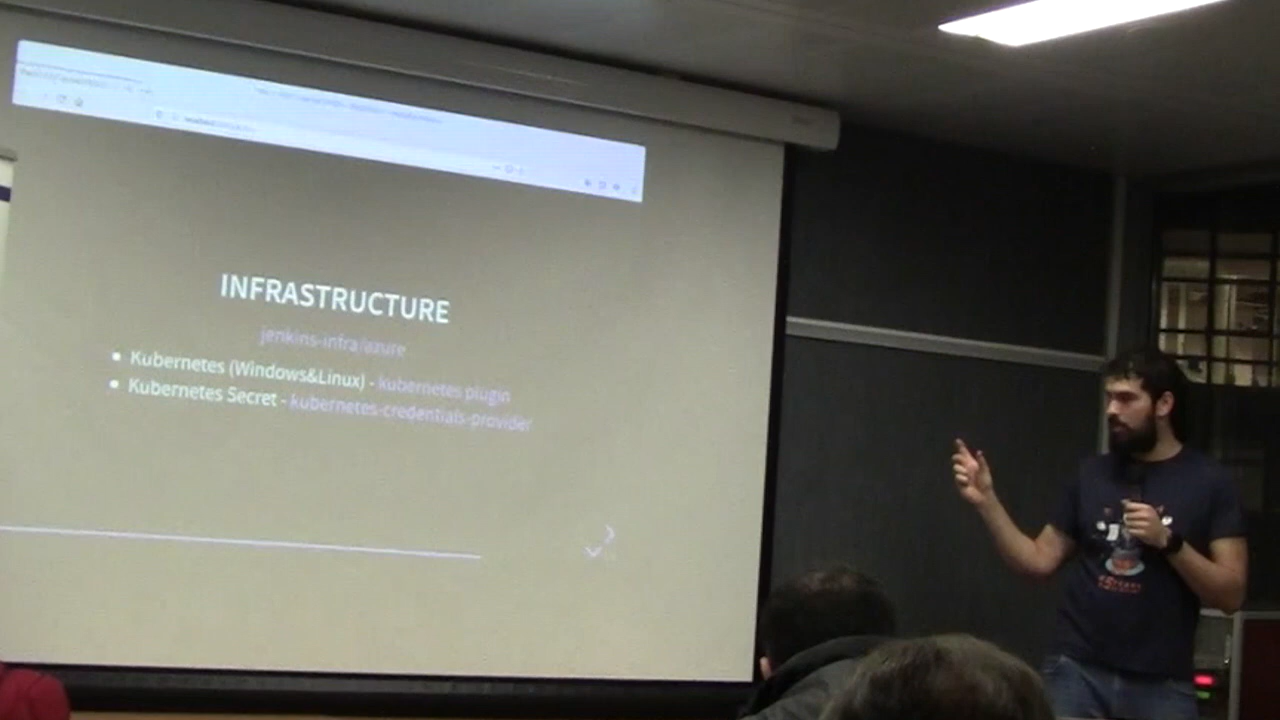 INFRASTRUCTURE
jenkins-infra/azure
Kubernetes (Windows&Linux) - kubernetes plugin
Kubernetes Secret - kubernetes-credentials-provider